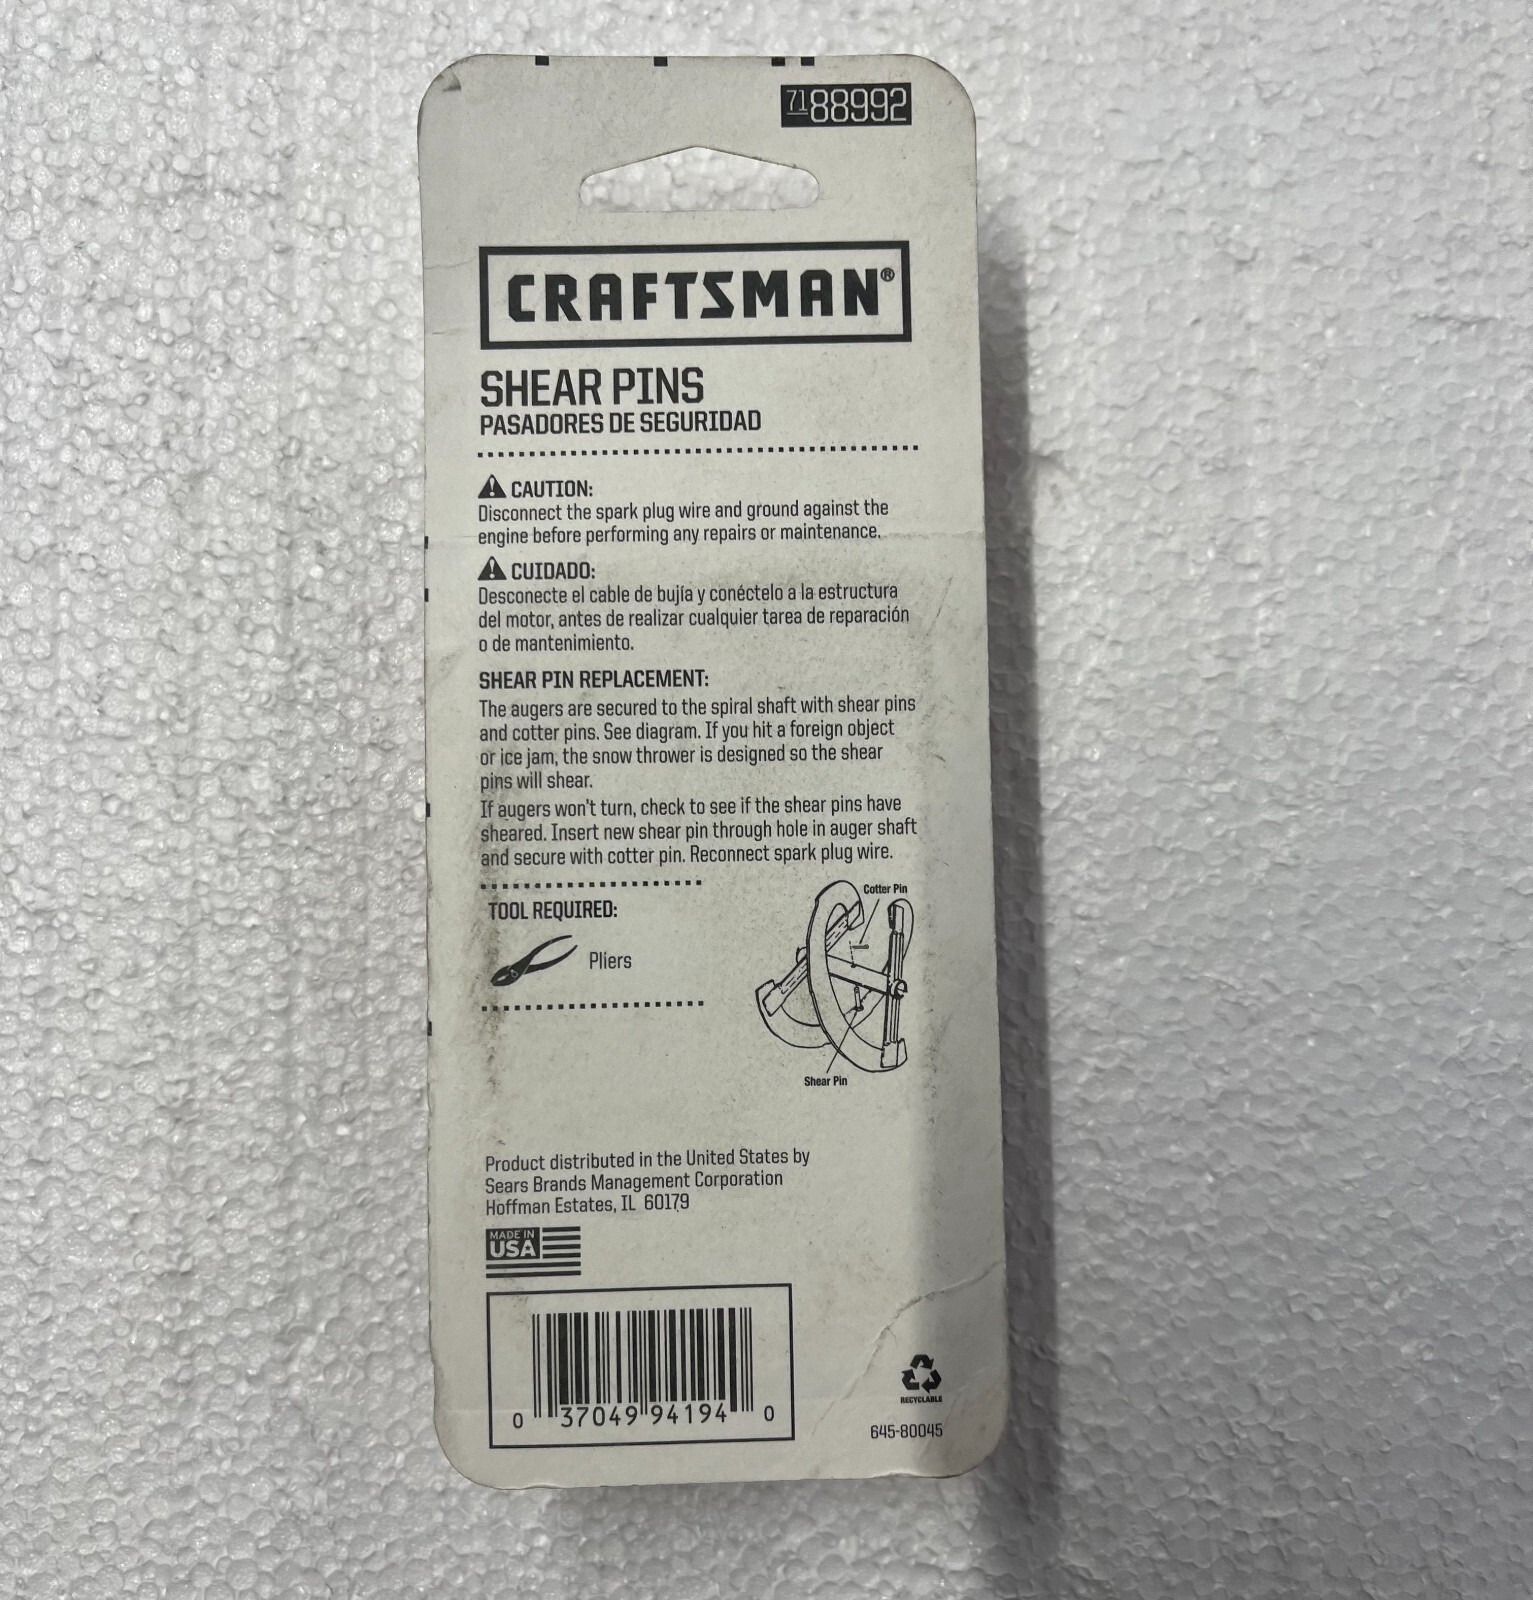 7188992
CRAFTSMAN®
SHEAR PINS
PASADORES DE SEGURIDAD
CAUTION:
Disconnect the spark plug wire and ground against the
engine before performing any repairs or maintenance.
CUIDADO:
Desconecte el cable de bujía y conéctelo a la estructura
del motor, antes de realizar cualquier tarea de reparación
o de mantenimiento.
SHEAR PIN REPLACEMENT:
The augers are secured to the spiral shaft with shear pins
and cotter pins. See diagram. If you hit a foreign object
or ice jam, the snow thrower is designed so the shear
pins will shear.
If augers won't turn, check to see if the shear pins have
sheared. Insert new shear pin through hole in auger shaft
and secure with cotter pin. Reconnect spark plug wire.
TOOL REQUIRED:
Pliers
Cotter Pin
Shear Pin
Product distributed in the United States by
Sears Brands Management Corporation
Hoffman Estates, IL 60179
MADE IN
USA
0 37049 94194 0
RECYCLABLE
645-80045